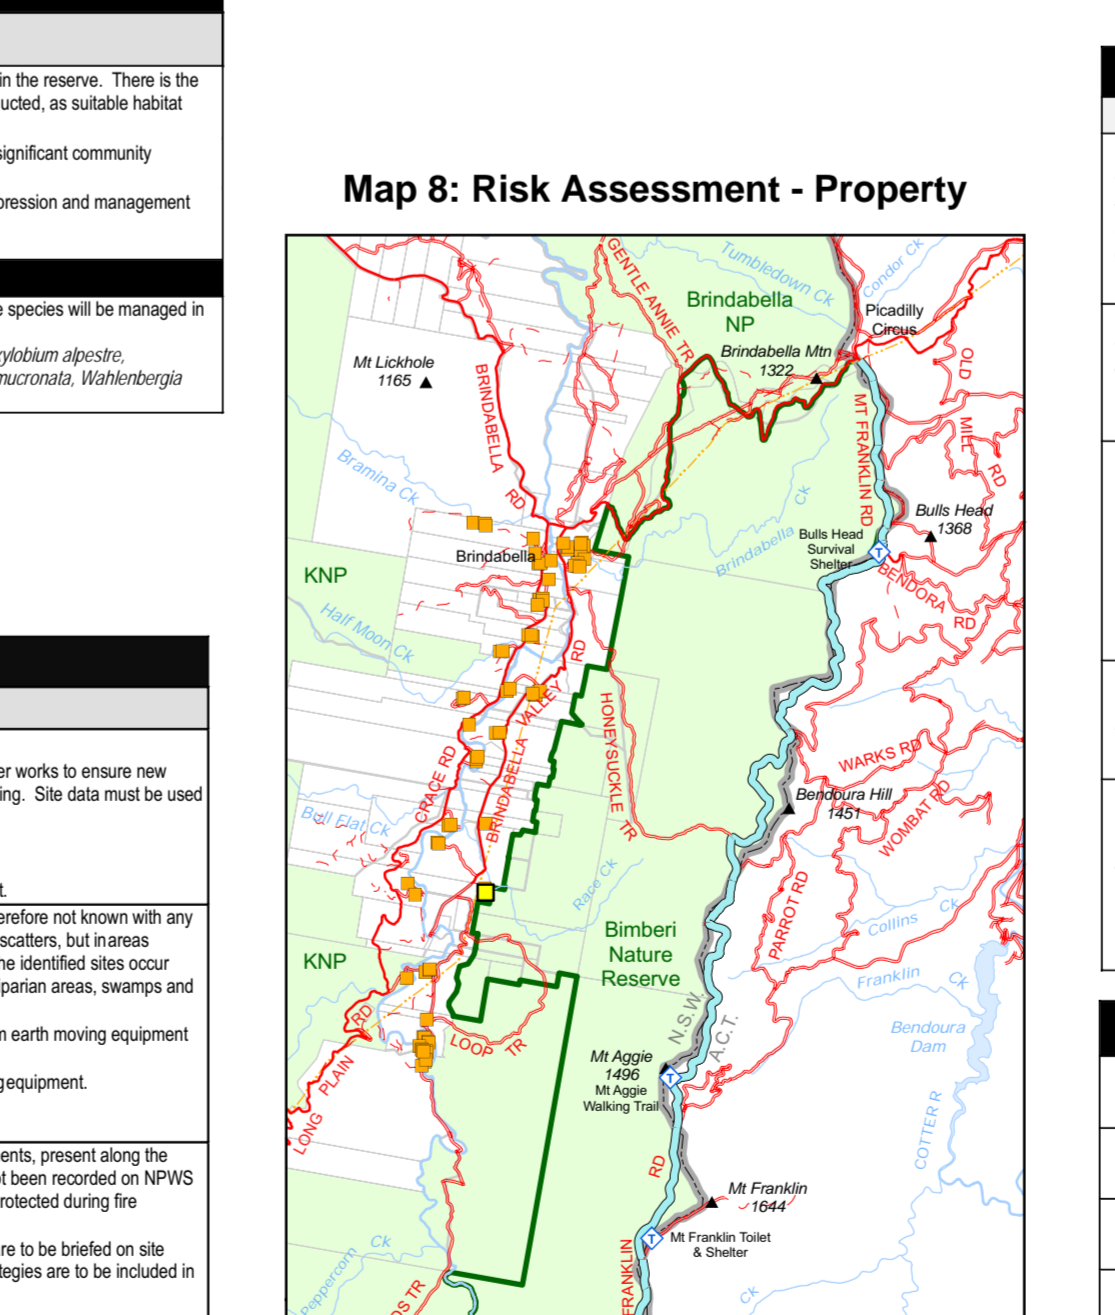 in the reserve. There is the
ucted, as suitable habitat
significant community
pression and management
e species will be managed in
xylobium alpestre,
mucronata, Wahlenbergia
er works to ensure new
ing. Site data must be used
t.
erefore not known with any
scatters, but in areas
he identified sites occur
iparian areas, swamps and
m earth moving equipment
g equipment.
ents, present along the
ot been recorded on NPWS
rotected during fire
re to be briefed on site
tegies are to be included in
Map 8: Risk Assessment - Property
GENTLE ANNIE TR
Tumbledown Ck
Condor Ck
Brindabella
NP
Picadilly
Circus
Mt Lickhole
1165
Brindabella Mtn
1322
OLD
MILL
RD
BRINDABELLA
RD
MT FRANKLIN RD
Bramina Ck
Brindabella
Ck
Bulls Head
1368
Bulls Head
Survival
Shelter
T
Brindabella
KNP
BENDORA
RD
Half Moon Ck
RD
VALLEY
BRINDABELLA
HONEYSUCKLE TR
CRACE RD
WARKS RD
WOMBAT RD
Bendoura Hill
1451
Bull Flat Ck
Race Ck
PARROT RD
Collins Ck
Bimberi
Nature
Reserve
KNP
Franklin Ck
N.S.W.
A.C.T.
Bendoura
Dam
RD
PLAIN
LONG
LOOP TR
Mt Aggie
1496
Mt Aggie
Walking Trail
T
COTTER R
RD
Mt Franklin
1644
T
Mt Franklin Toilet
& Shelter
FRANKLIN
Peppercorn Ck
DS TR
Ck